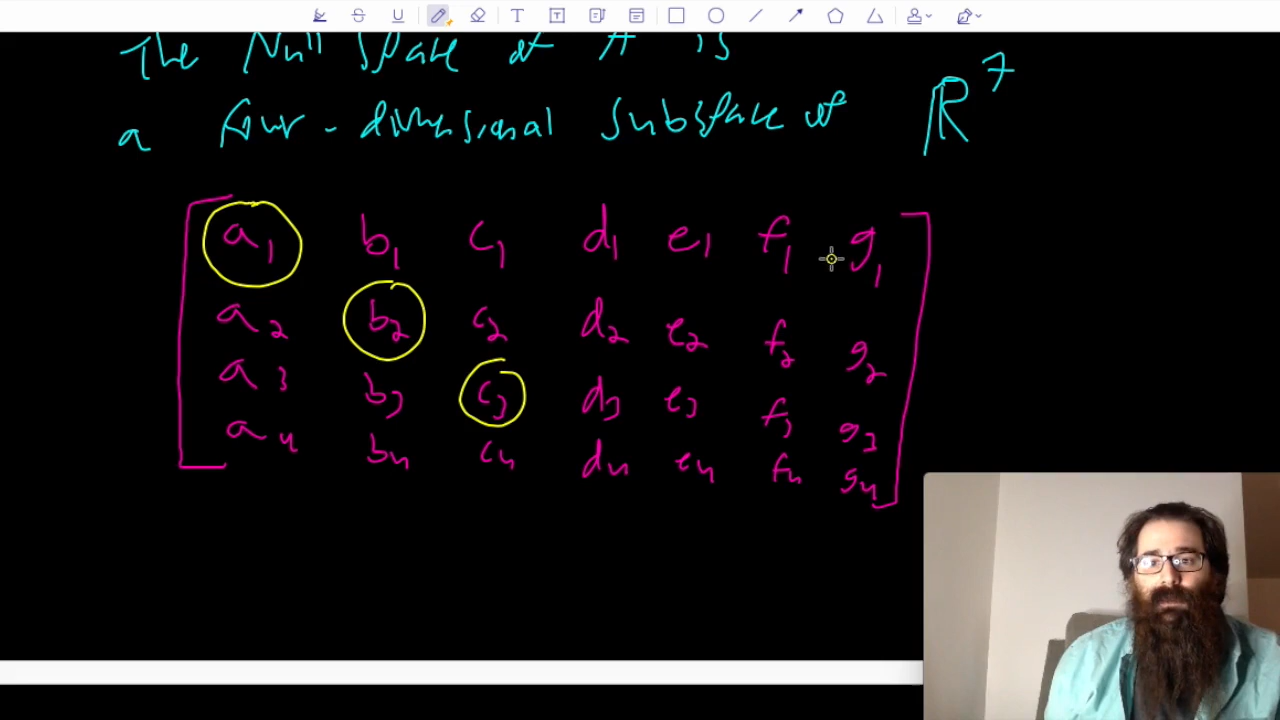 The Null Space of A is
a four-dimensional subspace of ℝ⁷
a₁ b₁ c₁ d₁ e₁ f₁ g₁
a₂ b₂ c₂ d₂ e₂ f₂ g₂
a₃ b₃ c₃ d₃ e₃ f₃ g₃
a₄ b₄ c₄ d₄ e₄ f₄ g₄